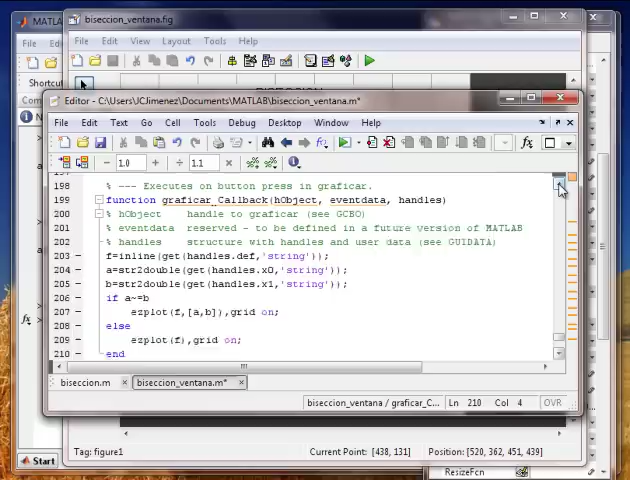 MATLAB
biseccion_ventana.fig
File Edit View Layout Tools Help
File
Shortcu
Com
New
BISECCION
Editor - C:\Users\JCJimenez\Documents\MATLAB\biseccion_ventana.m*
File Edit Text Go Cell Tools Debug Desktop Window Help
1.0 + ÷ 1.1 ×
198 % --- Executes on button press in graficar.
199 function graficar_Callback(hObject, eventdata, handles)
200 % hObject    handle to graficar (see GCBO)
201 % eventdata  reserved - to be defined in a future version of MATLAB
202 % handles    structure with handles and user data (see GUIDATA)
203 f=inline(get(handles.def,'string'));
204 a=str2double(get(handles.x0,'string'));
205 b=str2double(get(handles.x1,'string'));
206 if a~=b
207 ezplot(f,[a,b]),grid on;
208 else
209 ezplot(f),grid on;
210 end
fx
biseccion.m × biseccion_ventana.m* ×
biseccion_ventana / graficar_C... Ln 210 Col 4 OVR
Start
Tag: figure1 Current Point: [438, 131] Position: [520, 362, 451, 439]
ResizeFcn